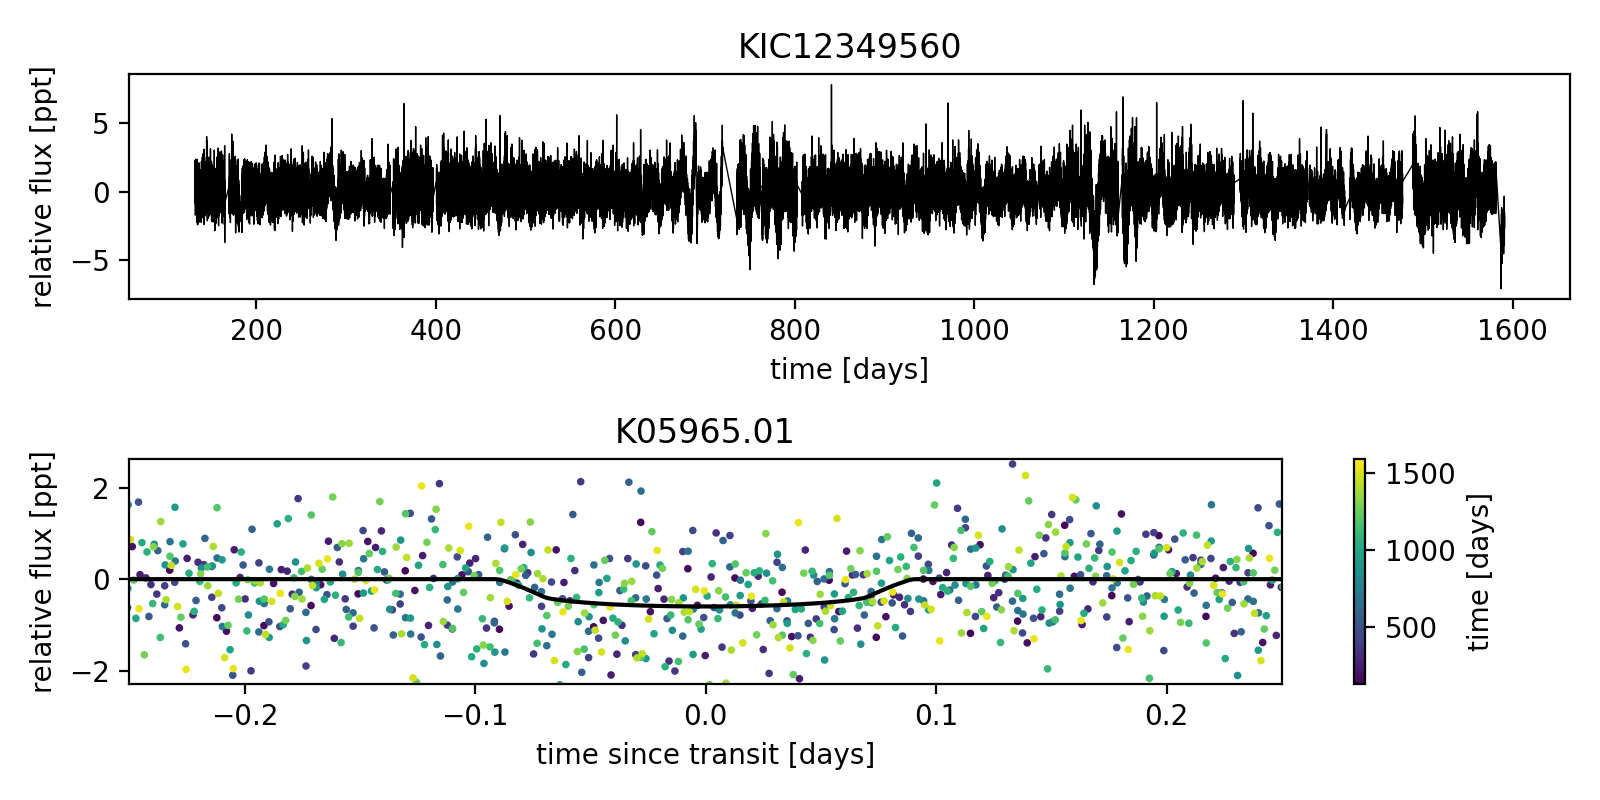 KIC12349560
relative flux [ppt]
5
0
−5
200 400 600 800 1000 1200 1400 1600
time [days]
K05965.01
relative flux [ppt]
2
0
−2
−0.2 −0.1 0.0 0.1 0.2
time since transit [days]
1500
1000
500
time [days]